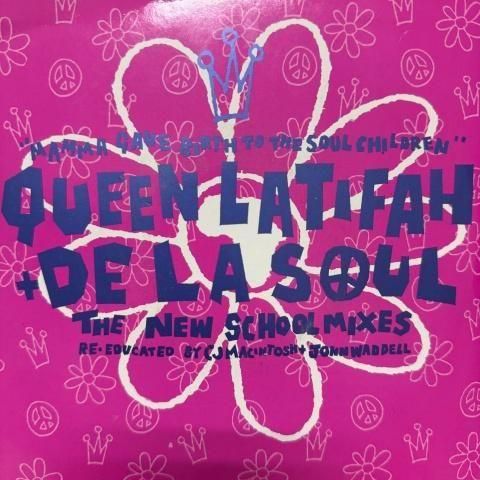 "MAMMA GAVE BIRTH TO THE SOUL CHILDREN"
QUEEN LATIFAH
+ DE LA SOUL
THE NEW SCHOOL MIXES
RE-EDUCATED BY CJ MACINTOSH + JOHN WADDELL